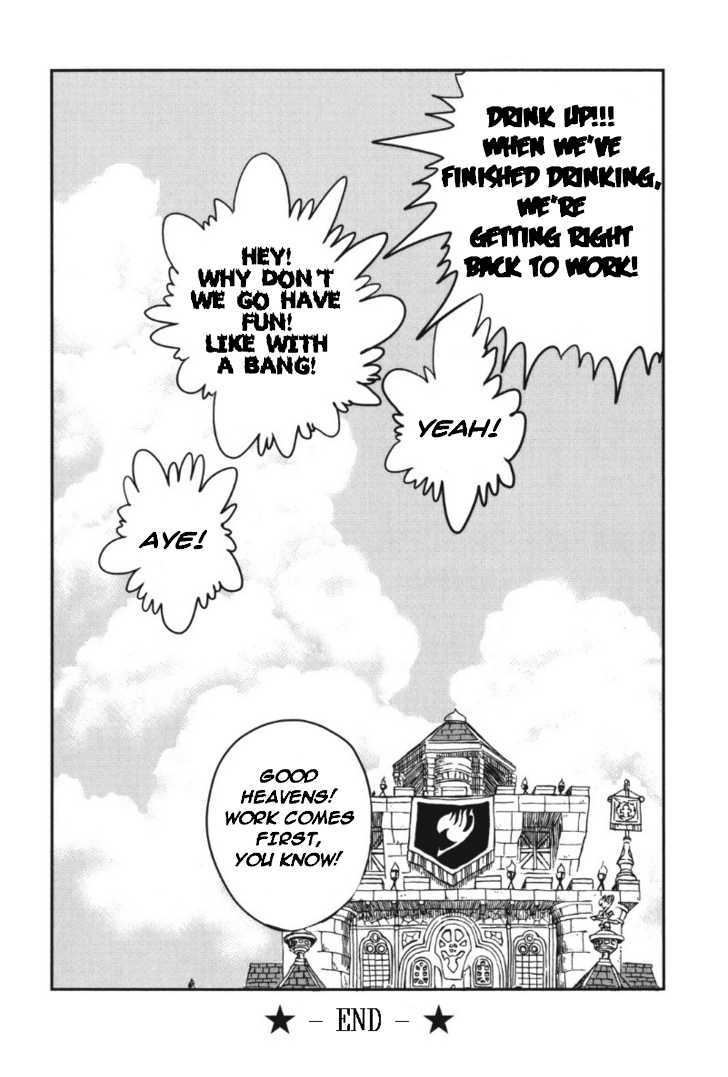 DRINK UP!!!
WHEN WE'VE
FINISHED DRINKING,
WE'RE
GETTING RIGHT
BACK TO WORK!
HEY!
WHY DON'T
WE GO HAVE
FUN!
LIKE WITH
A BANG!
YEAH!
AYE!
GOOD
HEAVENS!
WORK COMES
FIRST,
YOU KNOW!
★ - END - ★